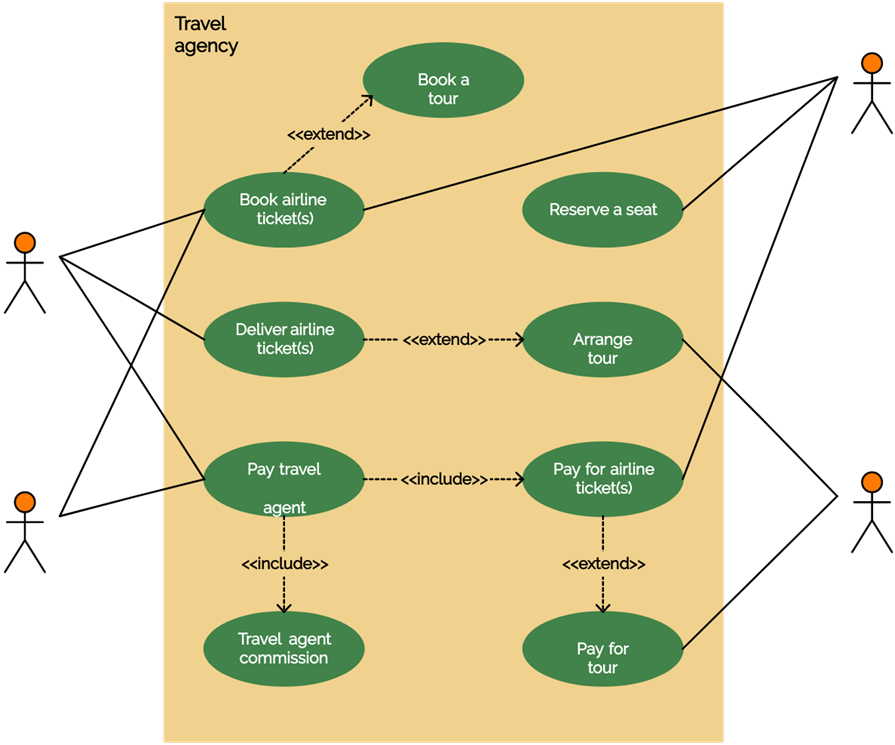 Travel
agency
Book a
tour
<<extend>>
Book airline
ticket(s)
Reserve a seat
Deliver airline
ticket(s)
<<extend>>
Arrange
tour
Pay travel
agent
<<include>>
Pay for airline
ticket(s)
<<include>>
<<extend>>
Travel agent
commission
Pay for
tour